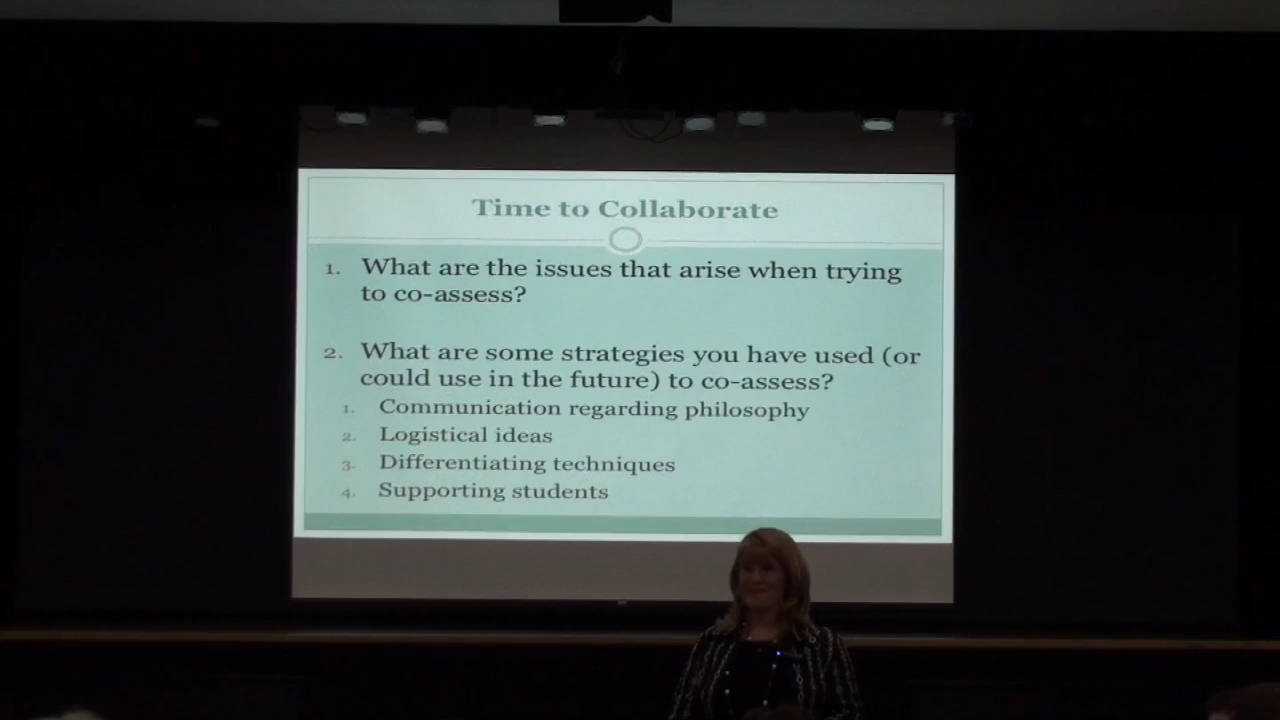 Time to Collaborate
1. What are the issues that arise when trying
to co-assess?
2. What are some strategies you have used (or
could use in the future) to co-assess?
1. Communication regarding philosophy
2. Logistical ideas
3. Differentiating techniques
4. Supporting students